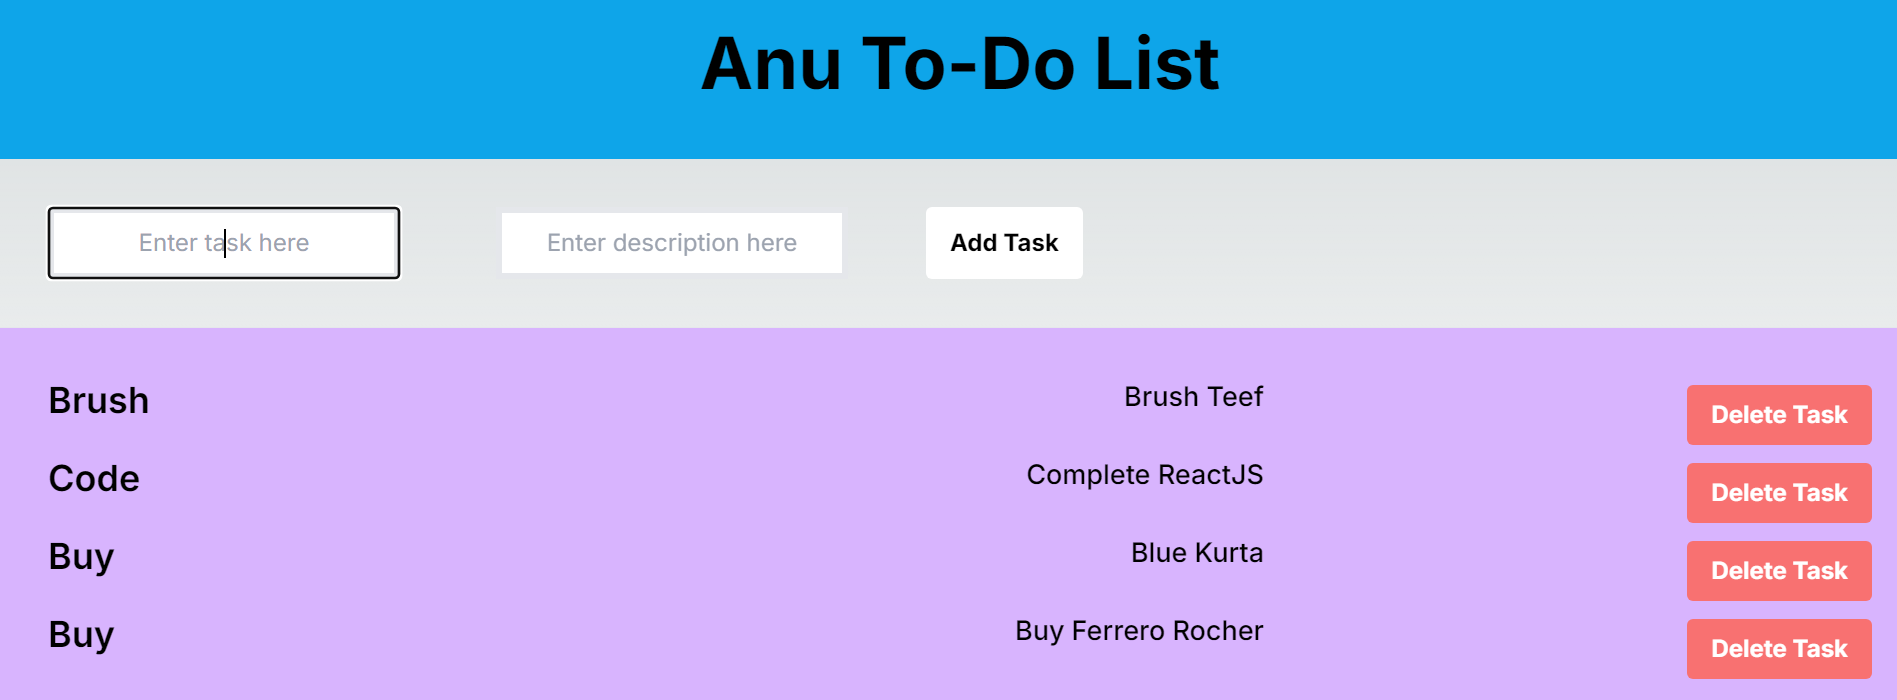 Anu To-Do List
Enter task here Enter description here Add Task
Brush Brush Teef Delete Task
Code Complete ReactJS Delete Task
Buy Blue Kurta Delete Task
Buy Buy Ferrero Rocher Delete Task